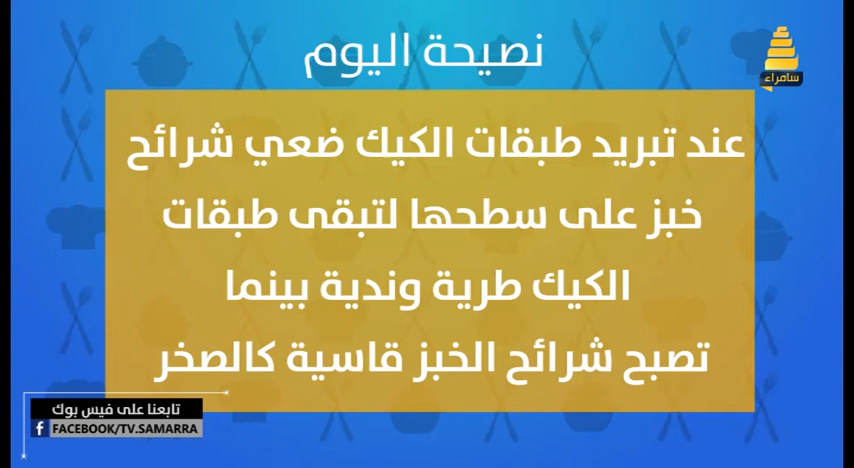 نصيحة اليوم
سامراء
عند تبريد طبقات الكيك ضعي شرائح
خبز على سطحها لتبقى طبقات
الكيك طرية وندية بينما
تصبح شرائح الخبز قاسية كالصخر
تابعنا على فيس بوك
f FACEBOOK/TV.SAMARRA